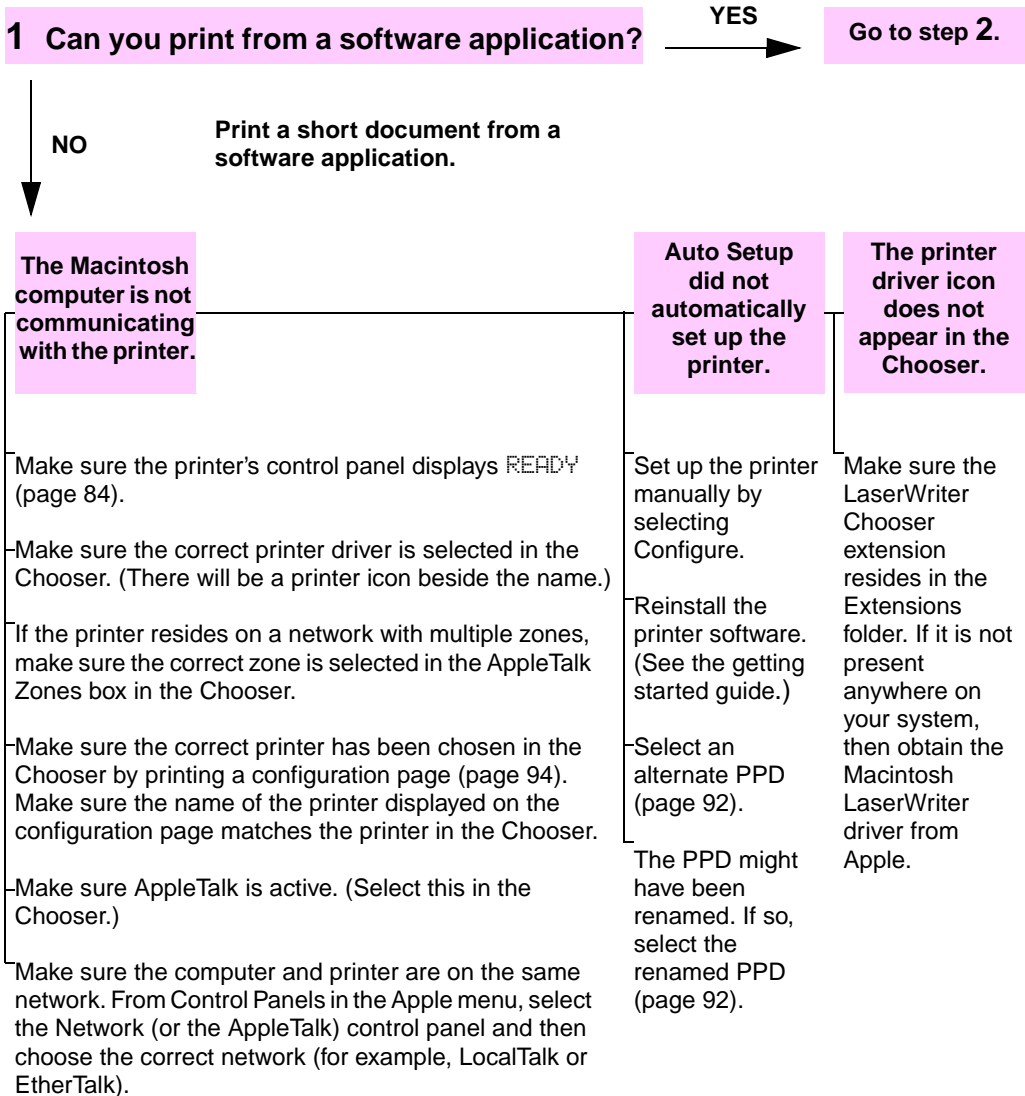 1 Can you print from a software application?
YES
Go to step 2.
NO
Print a short document from a
software application.
The Macintosh
computer is not
communicating
with the printer.
Auto Setup
did not
automatically
set up the
printer.
The printer
driver icon
does not
appear in the
Chooser.
Make sure the printer's control panel displays READY
(page 84).
Make sure the correct printer driver is selected in the
Chooser. (There will be a printer icon beside the name.)
If the printer resides on a network with multiple zones,
make sure the correct zone is selected in the AppleTalk
Zones box in the Chooser.
Make sure the correct printer has been chosen in the
Chooser by printing a configuration page (page 94).
Make sure the name of the printer displayed on the
configuration page matches the printer in the Chooser.
Make sure AppleTalk is active. (Select this in the
Chooser.)
Make sure the computer and printer are on the same
network. From Control Panels in the Apple menu, select
the Network (or the AppleTalk) control panel and then
choose the correct network (for example, LocalTalk or
EtherTalk).
Set up the printer
manually by
selecting
Configure.
Reinstall the
printer software.
(See the getting
started guide.)
Select an
alternate PPD
(page 92).
The PPD might
have been
renamed. If so,
select the
renamed PPD
(page 92).
Make sure the
LaserWriter
Chooser
extension
resides in the
Extensions
folder. If it is not
present
anywhere on
your system,
then obtain the
Macintosh
LaserWriter
driver from
Apple.